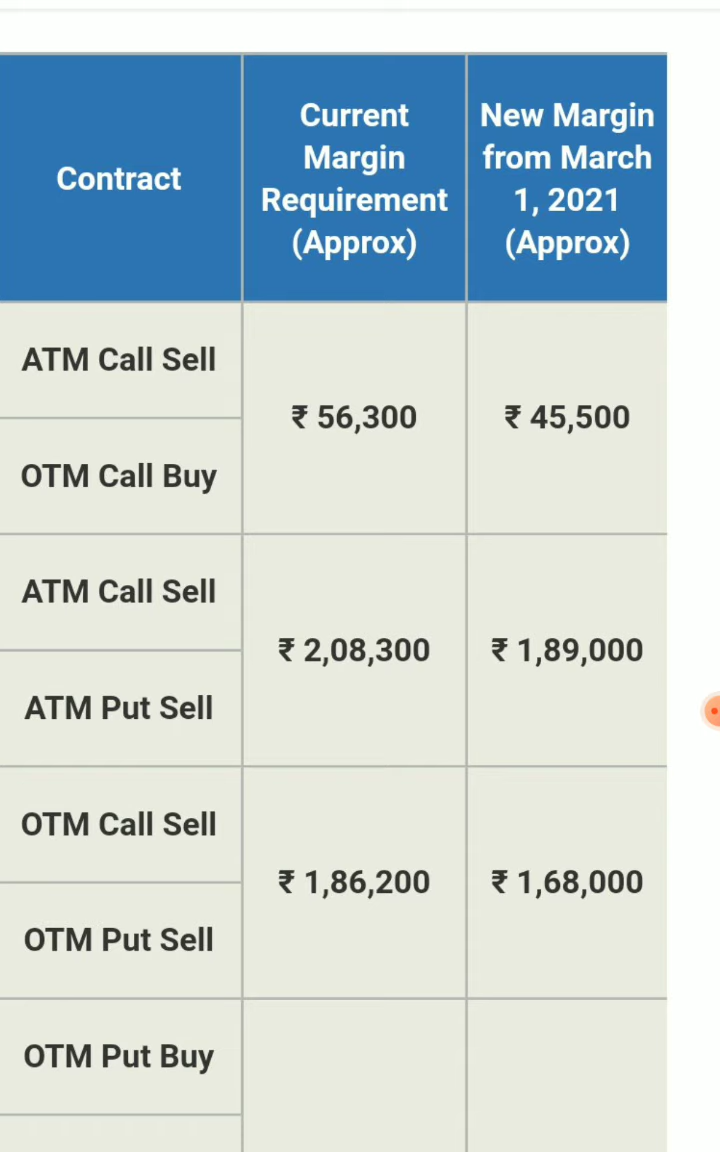 Contract
Current
Margin
Requirement
(Approx)
New Margin
from March
1, 2021
(Approx)
ATM Call Sell
OTM Call Buy
₹ 56,300
₹ 45,500
ATM Call Sell
ATM Put Sell
₹ 2,08,300
₹ 1,89,000
OTM Call Sell
OTM Put Sell
₹ 1,86,200
₹ 1,68,000
OTM Put Buy